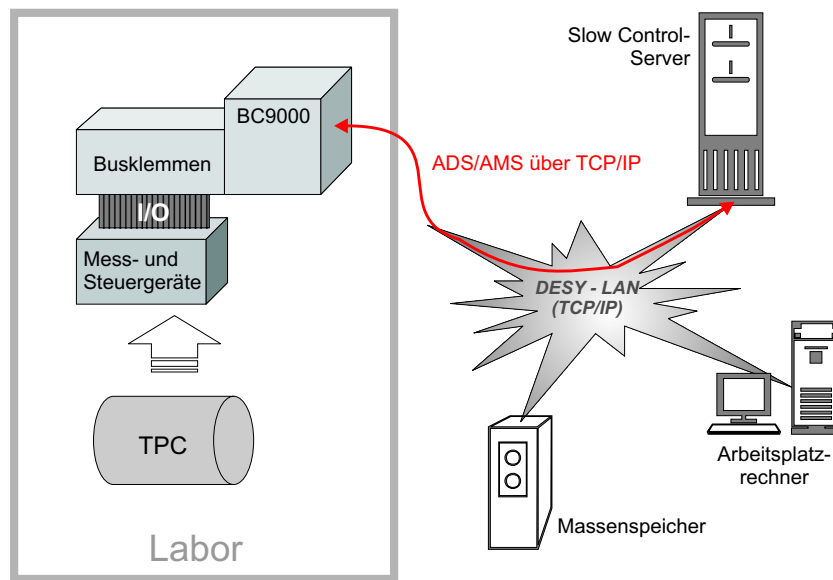 Slow Control-
Server
BC9000
Busklemmen
ADS/AMS über TCP/IP
I/O
Mess- und
Steuergeräte
DESY - LAN
(TCP/IP)
TPC
Arbeitsplatz-
rechner
Massenspeicher
Labor